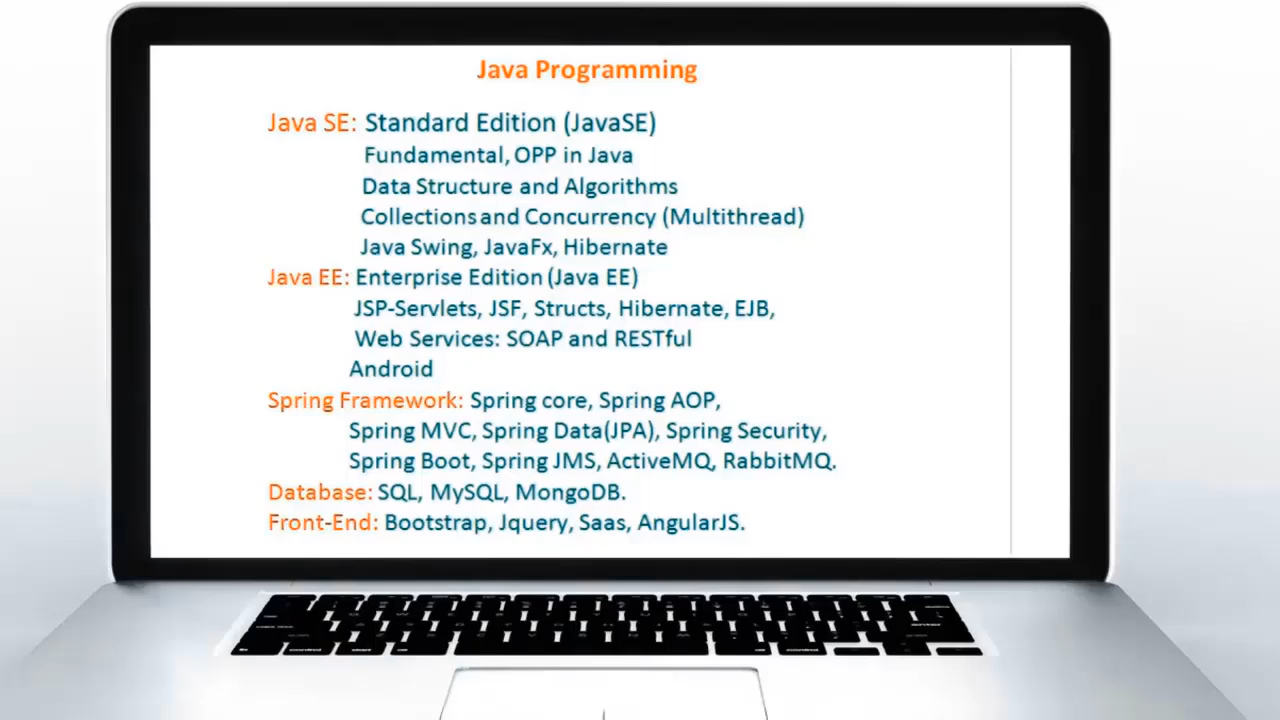 Java Programming
Java SE: Standard Edition (JavaSE)
Fundamental, OPP in Java
Data Structure and Algorithms
Collections and Concurrency (Multithread)
Java Swing, JavaFx, Hibernate
Java EE: Enterprise Edition (Java EE)
JSP-Servlets, JSF, Structs, Hibernate, EJB,
Web Services: SOAP and RESTful
Android
Spring Framework: Spring core, Spring AOP,
Spring MVC, Spring Data(JPA), Spring Security,
Spring Boot, Spring JMS, ActiveMQ, RabbitMQ.
Database: SQL, MySQL, MongoDB.
Front-End: Bootstrap, Jquery, Saas, AngularJS.